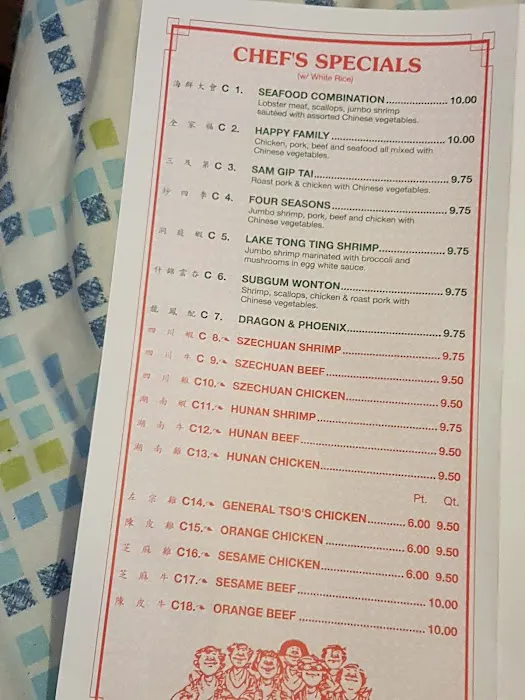 CHEF'S SPECIALS
(w/ White Rice)
海鮮大會 C 1. SEAFOOD COMBINATION 10.00
Lobster meat, scallops, jumbo shrimp
sautéed with assorted Chinese vegetables.
全家福 C 2. HAPPY FAMILY 10.00
Chicken, pork, beef and seafood all mixed with
Chinese vegetables.
三及第 C 3. SAM GIP TAI 9.75
Roast pork & chicken with Chinese vegetables.
炒四季 C 4. FOUR SEASONS 9.75
Jumbo shrimp, pork, beef and chicken with
Chinese vegetables.
洞庭蝦 C 5. LAKE TONG TING SHRIMP 9.75
Jumbo shrimp marinated with broccoli and
mushrooms in egg white sauce.
什錦雲吞 C 6. SUBGUM WONTON 9.75
Shrimp, scallops, chicken & roast pork with
Chinese vegetables.
龍鳳配 C 7. DRAGON & PHOENIX 9.75
四川蝦 C 8. SZECHUAN SHRIMP 9.75
四川牛 C 9. SZECHUAN BEEF 9.50
四川雞 C10. SZECHUAN CHICKEN 9.50
湖南蝦 C11. HUNAN SHRIMP 9.75
湖南牛 C12. HUNAN BEEF 9.50
湖南雞 C13. HUNAN CHICKEN 9.50
Pt. Qt.
左宗雞 C14. GENERAL TSO'S CHICKEN 6.00 9.50
陳皮雞 C15. ORANGE CHICKEN 6.00 9.50
芝麻雞 C16. SESAME CHICKEN 6.00 9.50
芝麻牛 C17. SESAME BEEF 10.00
陳皮牛 C18. ORANGE BEEF 10.00